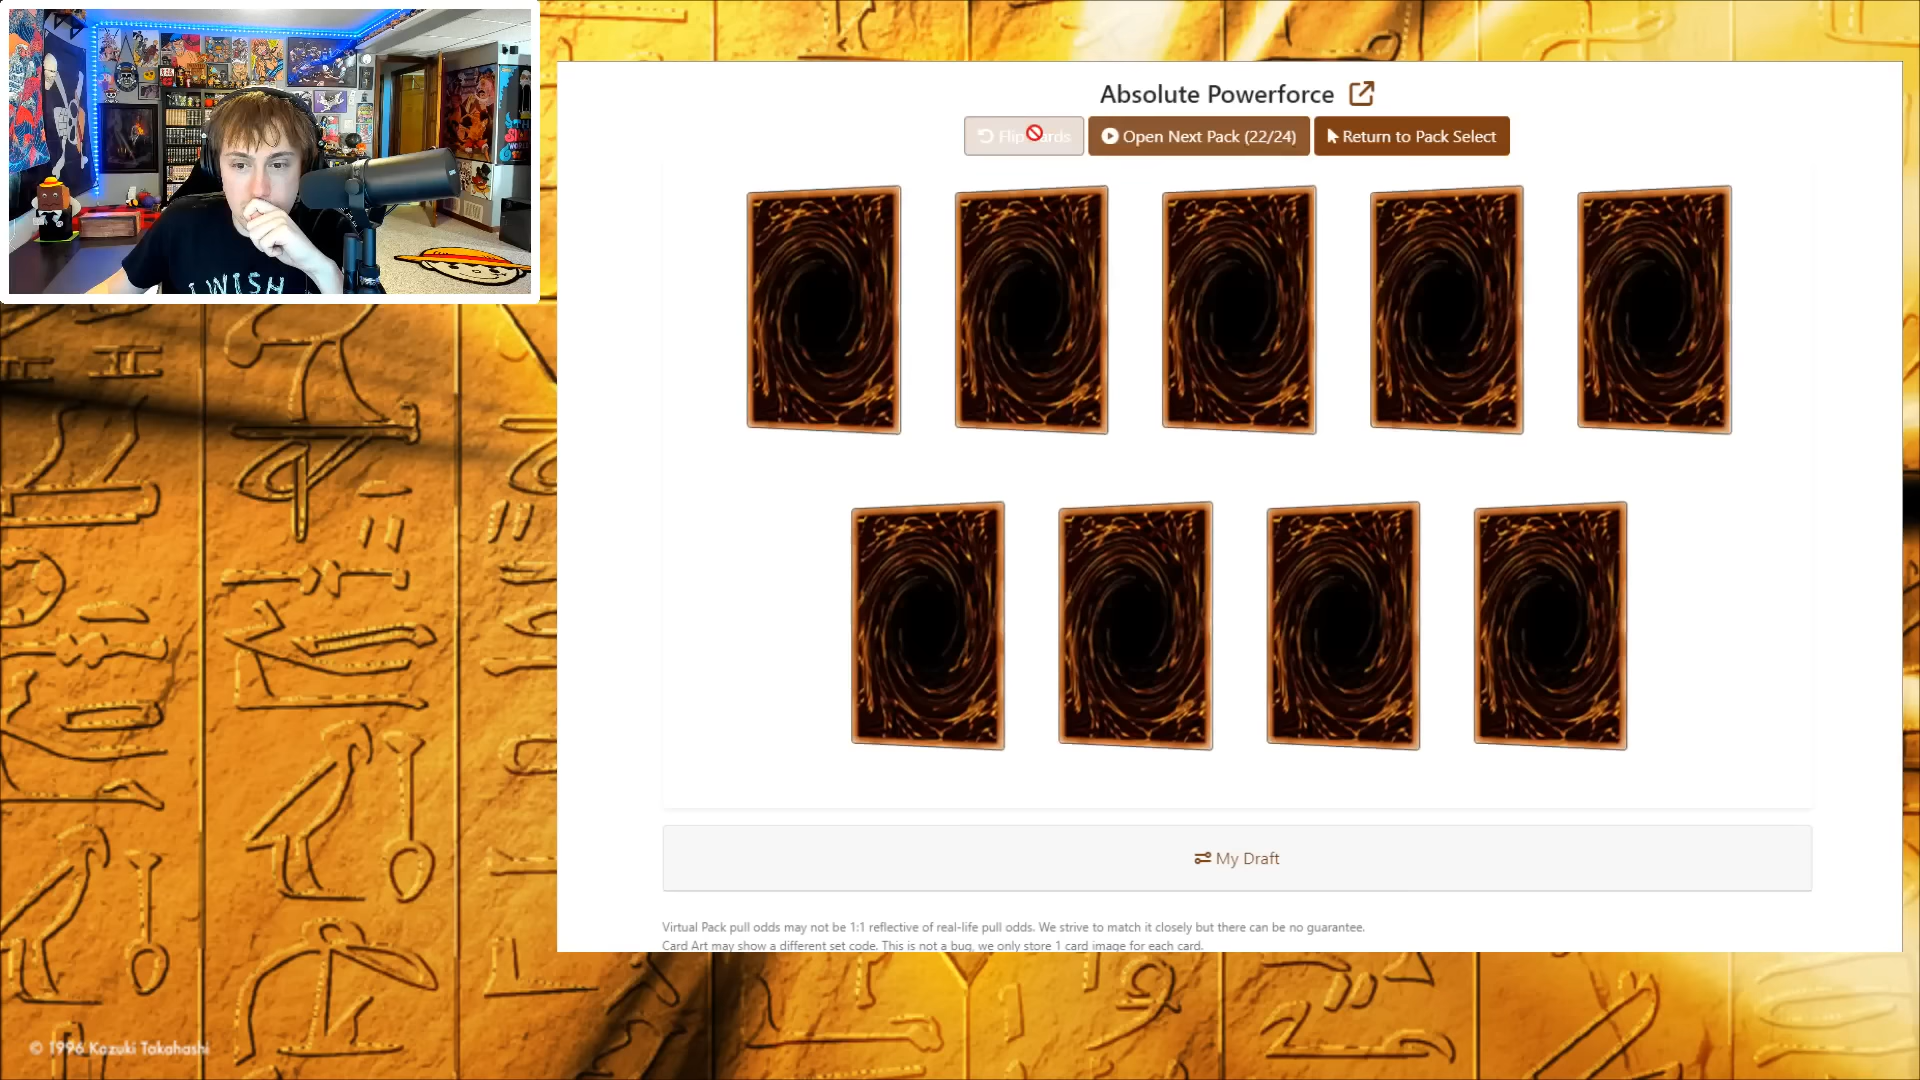 I WISH
Absolute Powerforce
Flip Cards
Open Next Pack (22/24)
Return to Pack Select
My Draft
Virtual Pack pull odds may not be 1:1 reflective of real-life pull odds. We strive to match it closely but there can be no guarantee.
Card Art may show a different set code. This is not a bug, we only store 1 card image for each card.
© 1996 Kazuki Takahashi